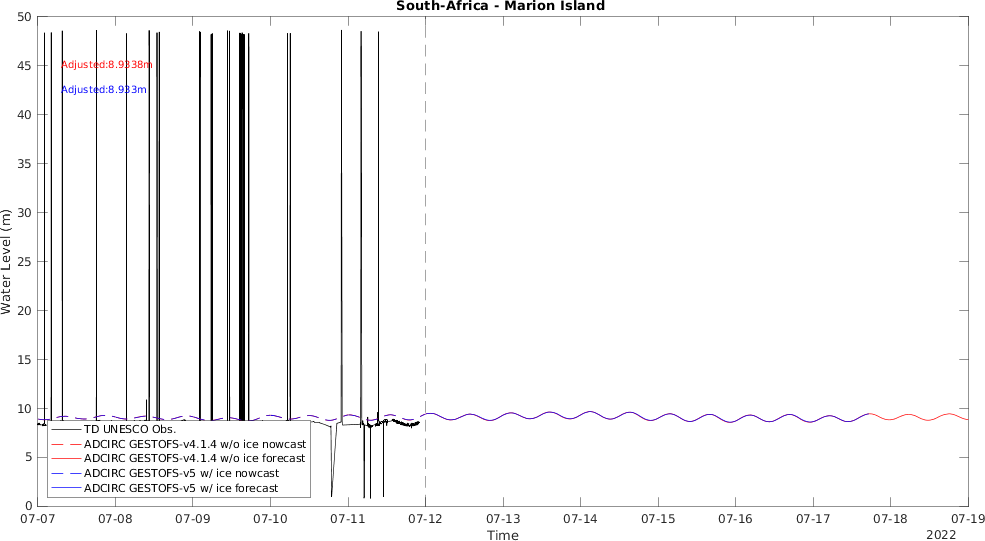 South-Africa - Marion Island
50
45
40
35
30
25
20
15
10
5
0
Water Level (m)
Adjusted:8.9338m
Adjusted:8.933m
TD UNESCO Obs.
ADCIRC GESTOFS-v4.1.4 w/o ice nowcast
ADCIRC GESTOFS-v4.1.4 w/o ice forecast
ADCIRC GESTOFS-v5 w/ ice nowcast
ADCIRC GESTOFS-v5 w/ ice forecast
07-07 07-08 07-09 07-10 07-11 07-12 07-13 07-14 07-15 07-16 07-17 07-18 07-19
Time
2022